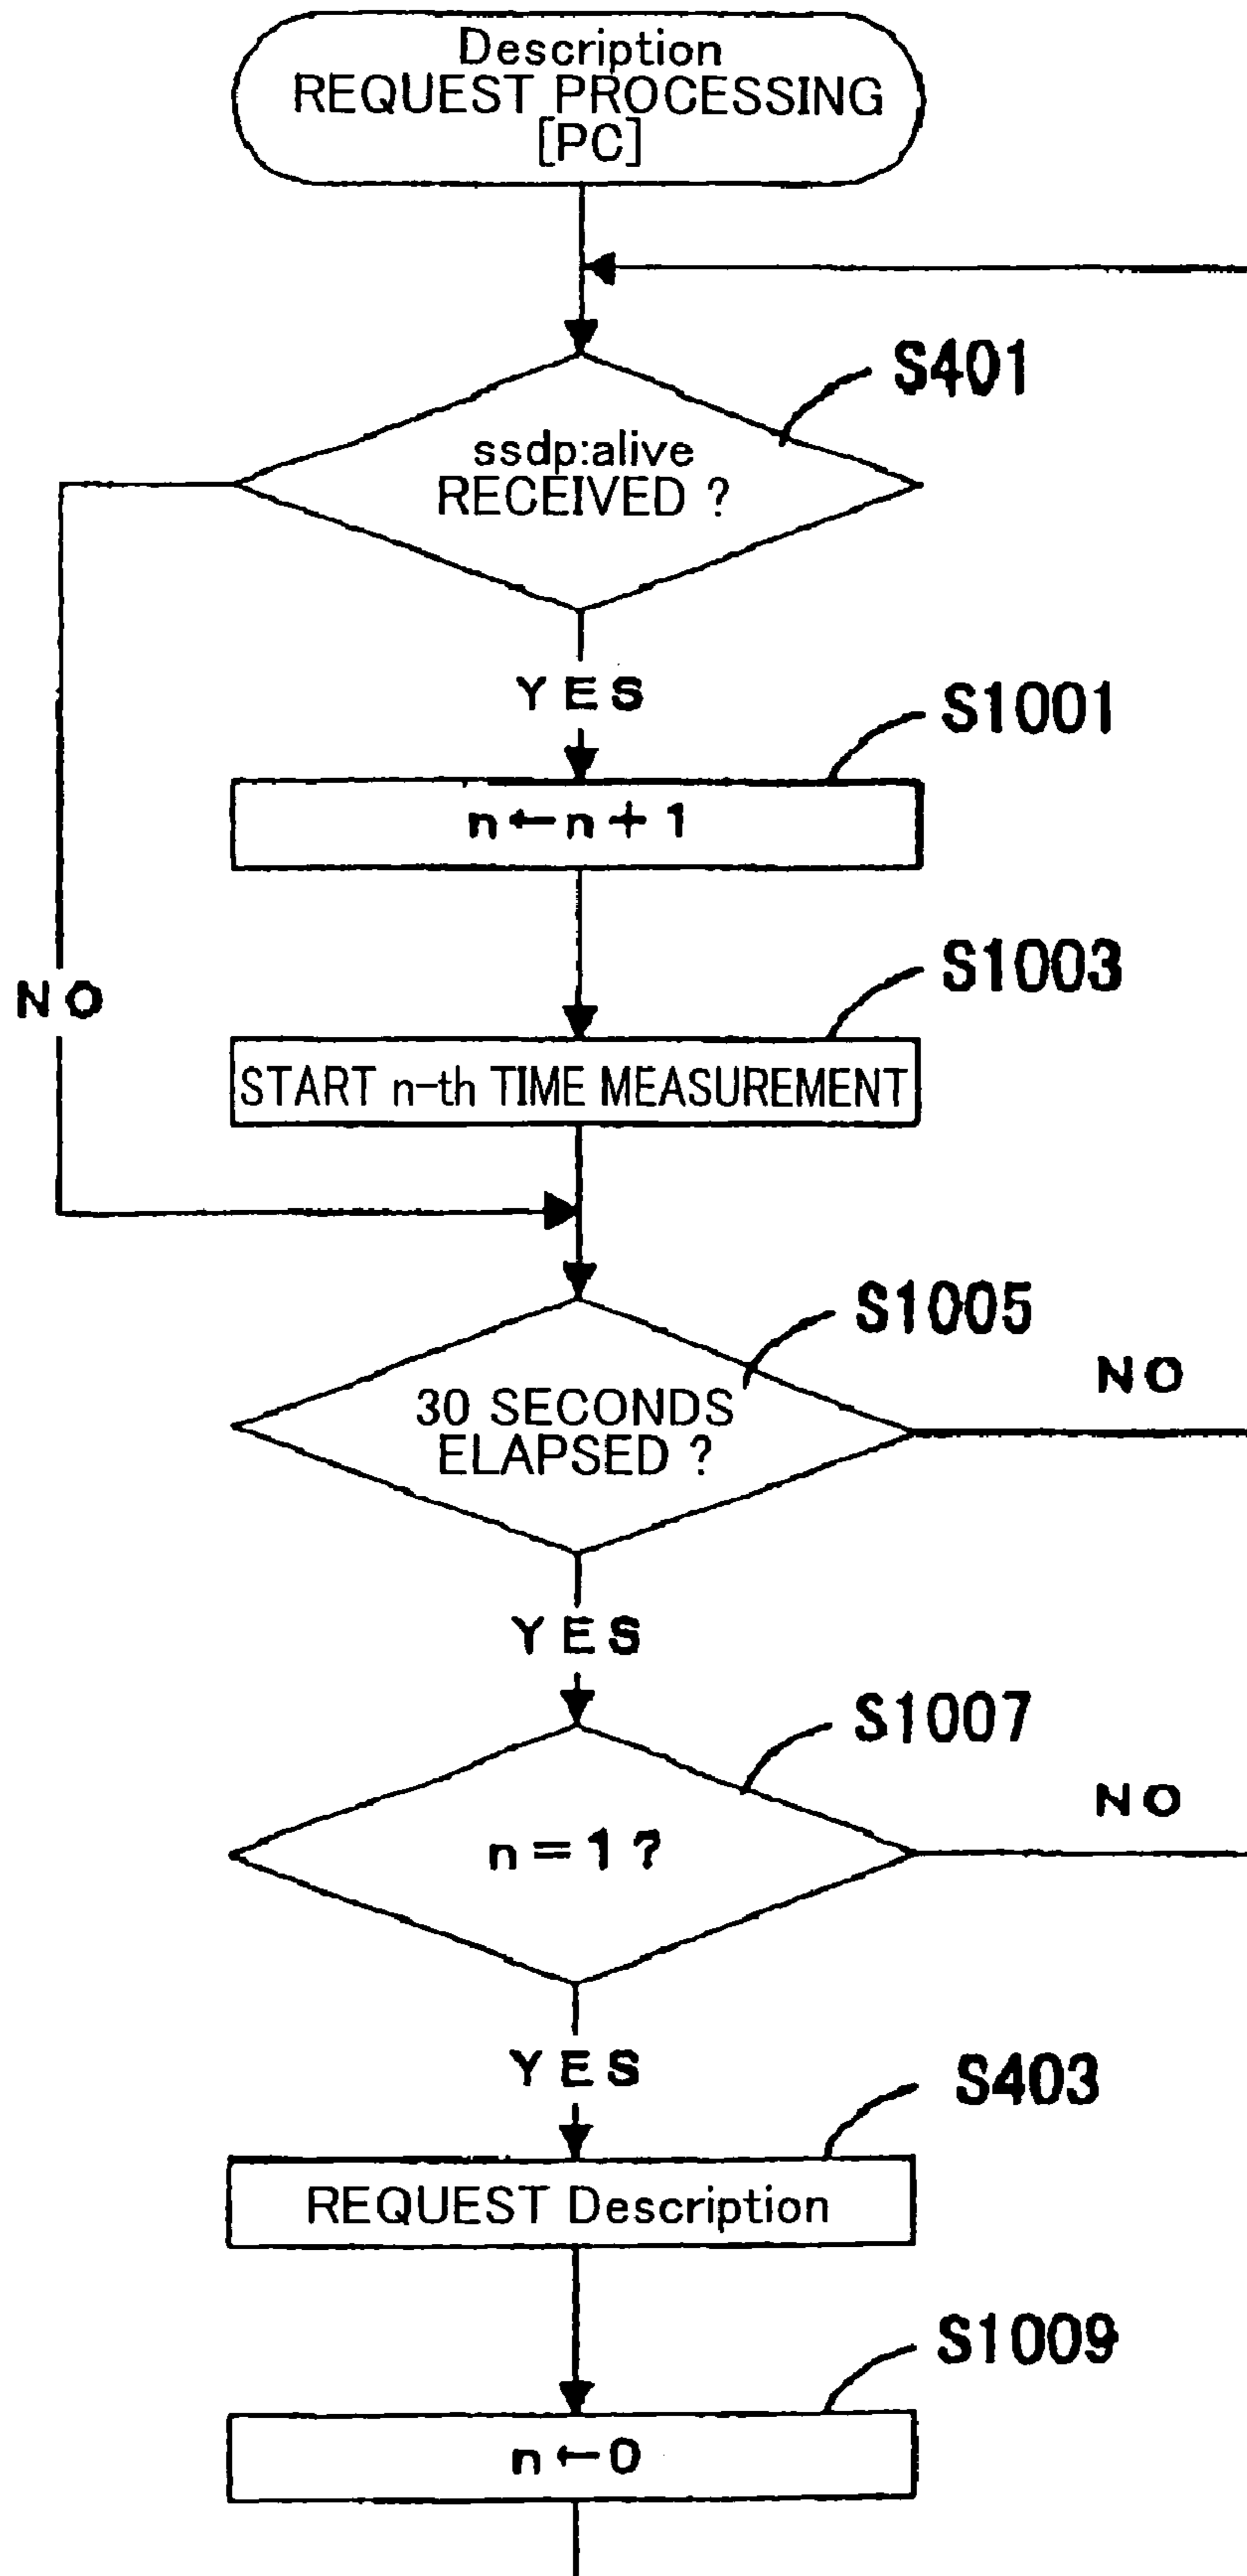 Description
REQUEST PROCESSING
[PC]
S401
ssdp:alive
RECEIVED ?
YES
S1001
n←n+1
NO
S1003
START n-th TIME MEASUREMENT
S1005
30 SECONDS
ELAPSED ?
NO
YES
S1007
n=1?
NO
YES
S403
REQUEST Description
S1009
n←0